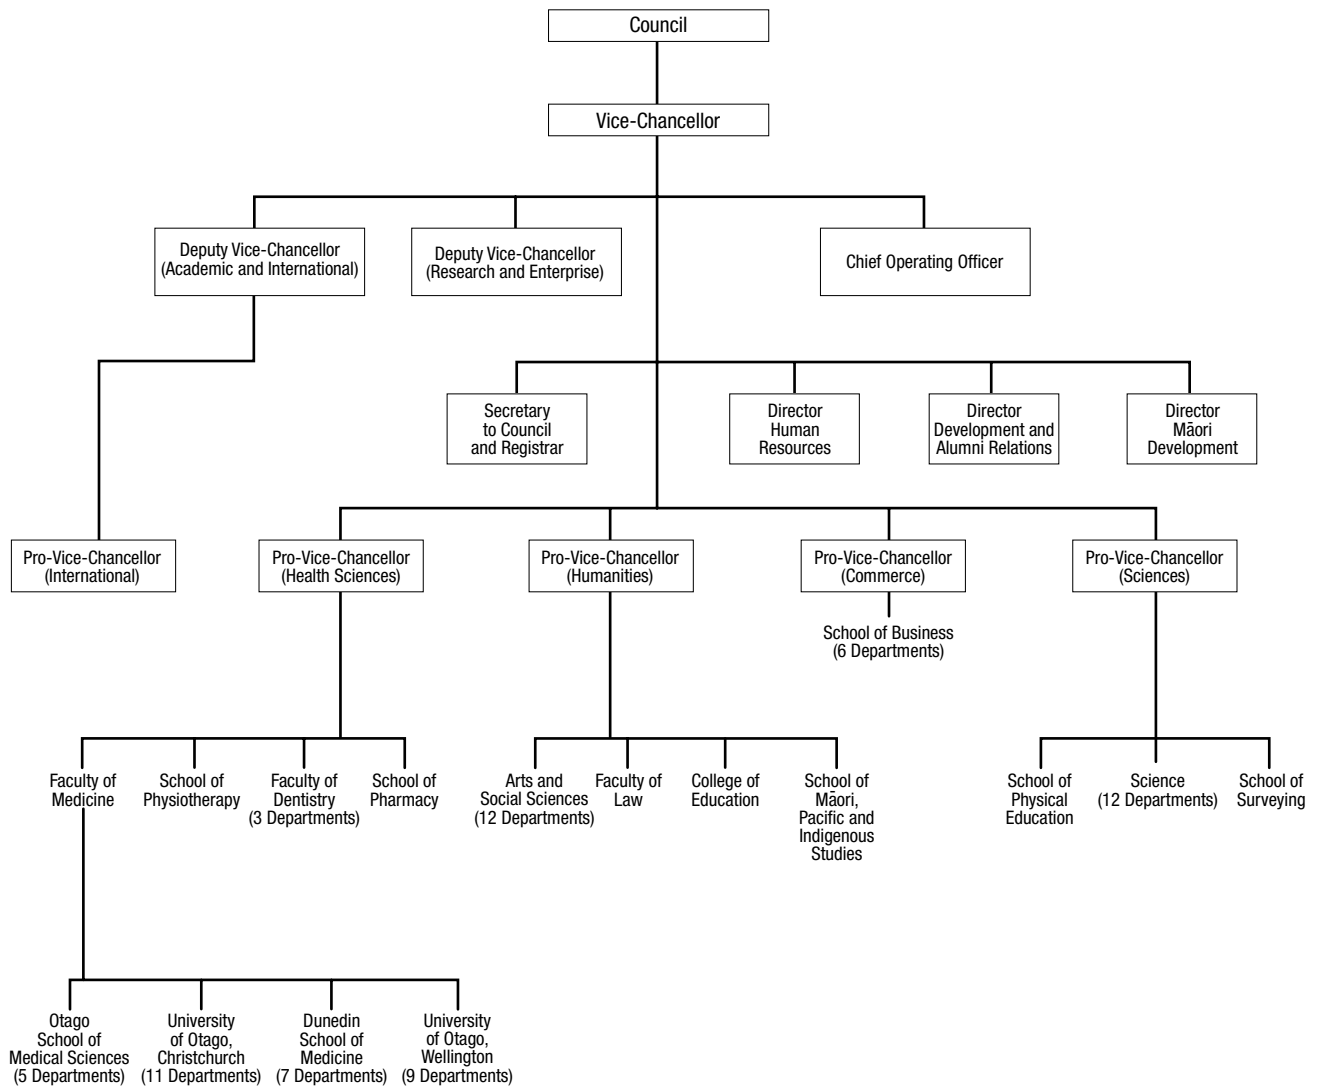 Council
Vice-Chancellor
Deputy Vice-Chancellor
(Academic and International)
Deputy Vice-Chancellor
(Research and Enterprise)
Chief Operating Officer
Secretary
to Council
and Registrar
Director
Human
Resources
Director
Development and
Alumni Relations
Director
Māori
Development
Pro-Vice-Chancellor
(International)
Pro-Vice-Chancellor
(Health Sciences)
Pro-Vice-Chancellor
(Humanities)
Pro-Vice-Chancellor
(Commerce)
Pro-Vice-Chancellor
(Sciences)
School of Business
(6 Departments)
Faculty of
Medicine
School of
Physiotherapy
Faculty of
Dentistry
(3 Departments)
School of
Pharmacy
Arts and
Social Sciences
(12 Departments)
Faculty of
Law
College of
Education
School of
Māori,
Pacific and
Indigenous
Studies
School of
Physical
Education
Science
(12 Departments)
School of
Surveying
Otago
School of
Medical Sciences
(5 Departments)
University
of Otago,
Christchurch
(11 Departments)
Dunedin
School of
Medicine
(7 Departments)
University
of Otago,
Wellington
(9 Departments)